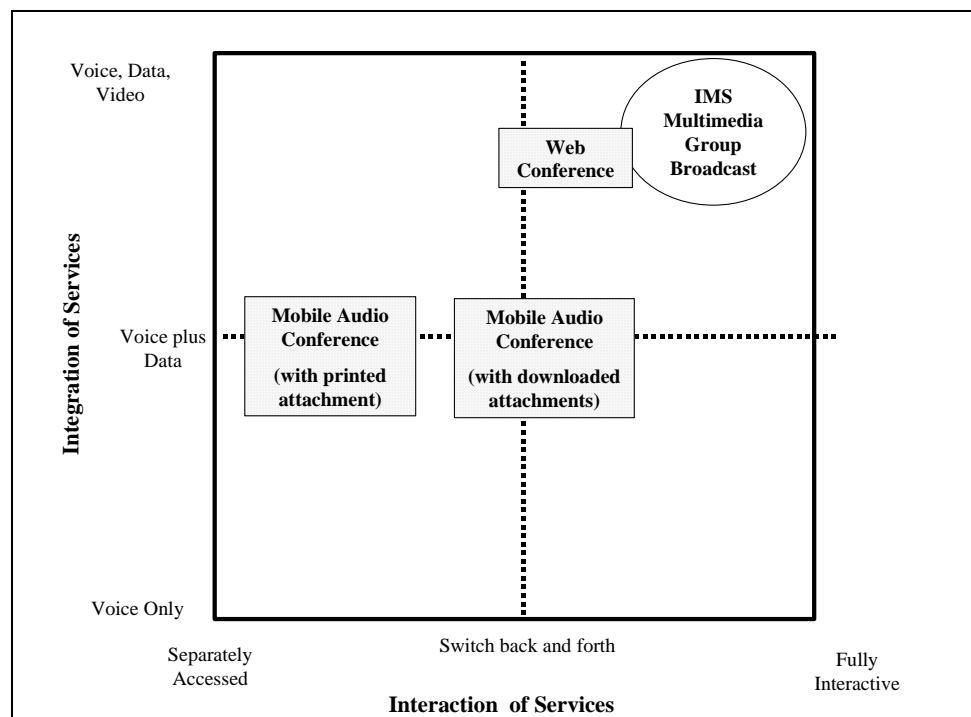 Voice, Data,
Video
IMS
Multimedia
Group
Broadcast
Web
Conference
Integration of Services
Voice plus
Data
Mobile Audio
Conference
(with printed
attachment)
Mobile Audio
Conference
(with downloaded
attachments)
Voice Only
Separately
Accessed
Switch back and forth
Fully
Interactive
Interaction of Services